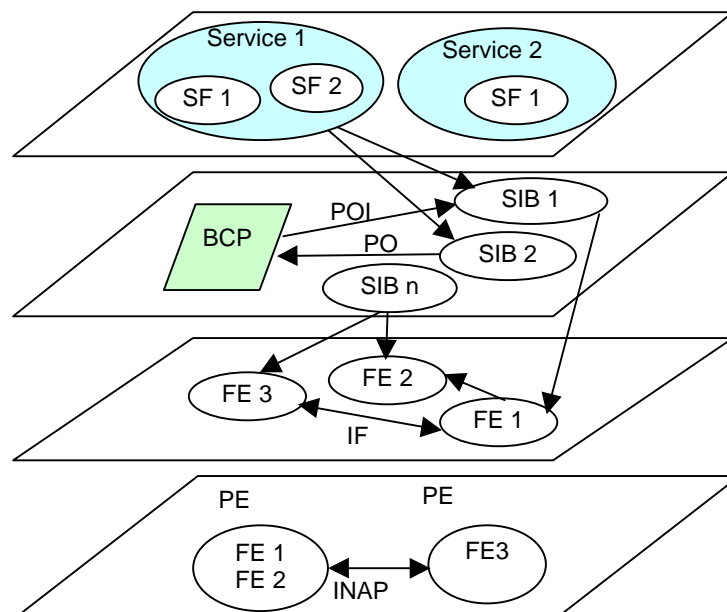 Service 1
SF 1
SF 2
Service 2
SF 1
BCP
POI
SIB 1
PO
SIB 2
SIB n
FE 3
FE 2
FE 1
IF
PE
PE
FE 1
FE 2
INAP
FE3